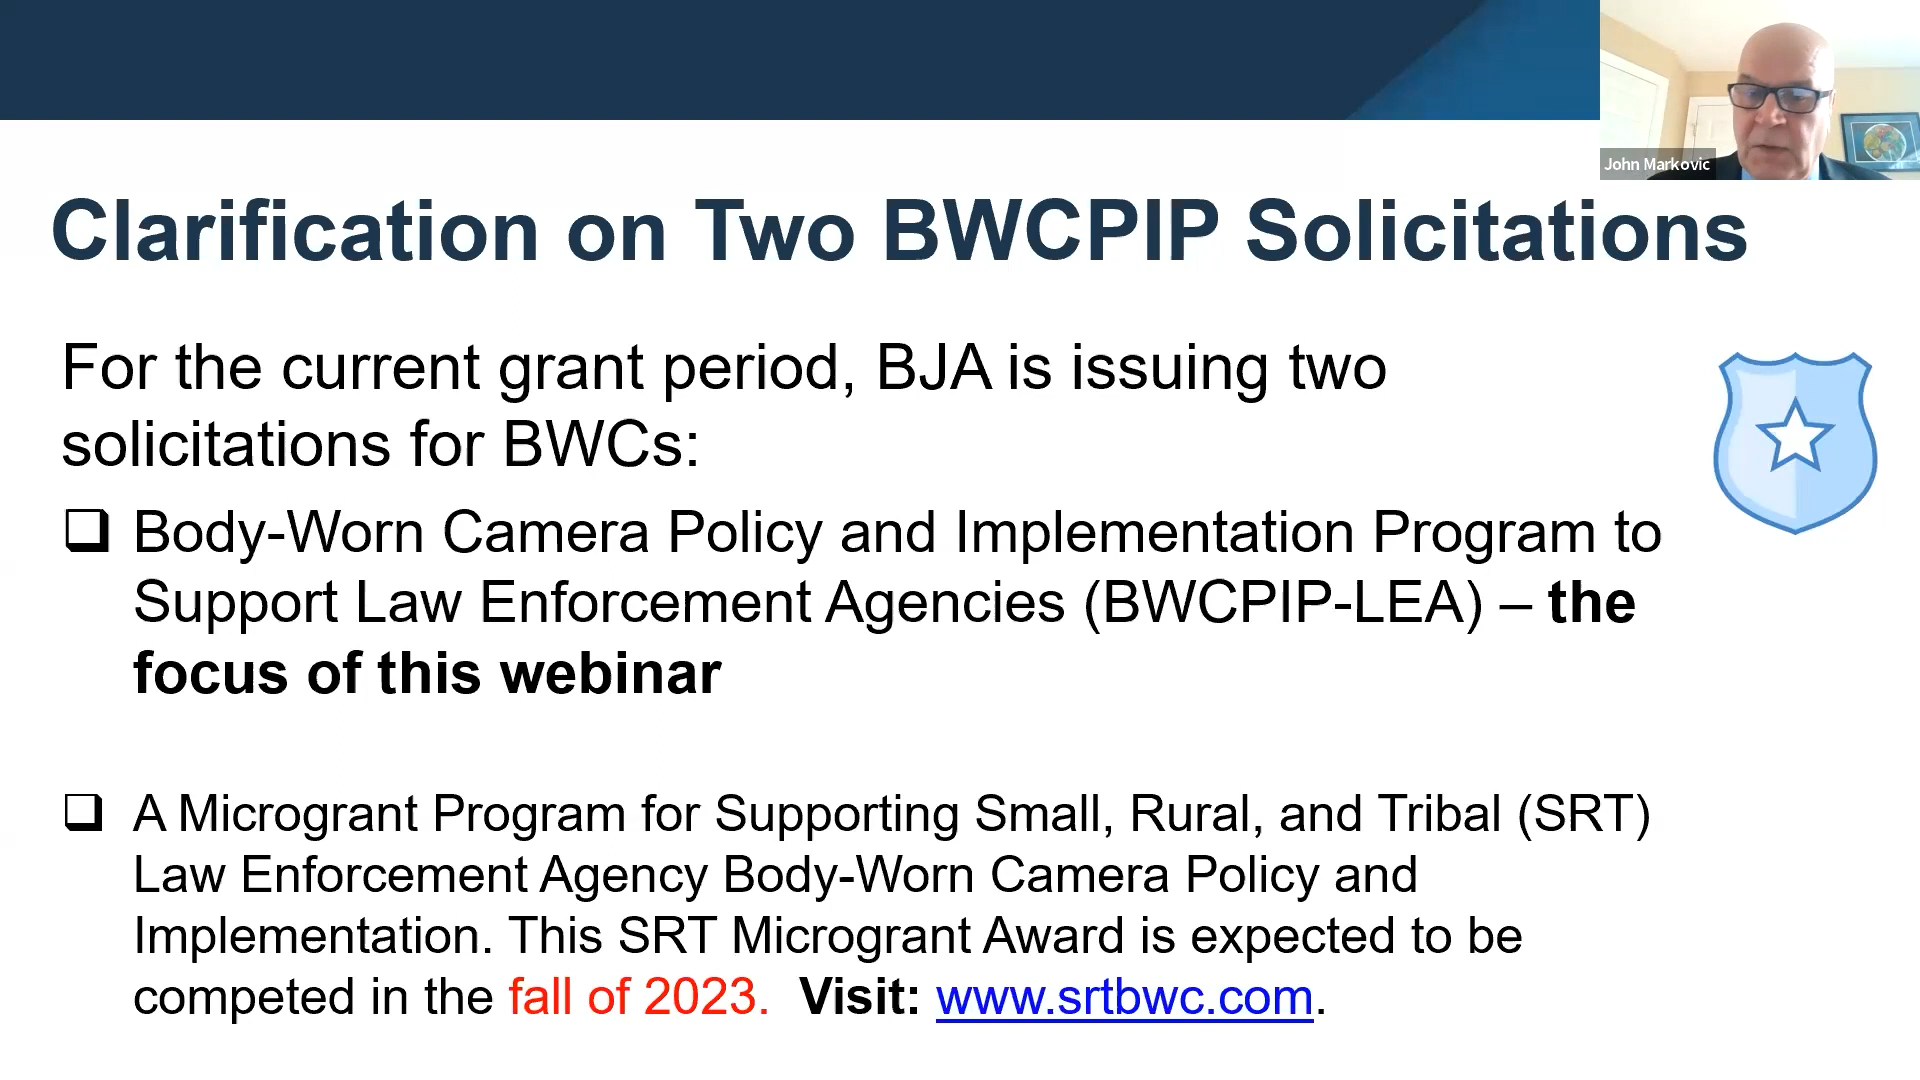 John Markovic
Clarification on Two BWCPIP Solicitations
For the current grant period, BJA is issuing two
solicitations for BWCs:
Body-Worn Camera Policy and Implementation Program to
Support Law Enforcement Agencies (BWCPIP-LEA) – the
focus of this webinar
A Microgrant Program for Supporting Small, Rural, and Tribal (SRT)
Law Enforcement Agency Body-Worn Camera Policy and
Implementation. This SRT Microgrant Award is expected to be
competed in the fall of 2023. Visit: www.srtbwc.com.